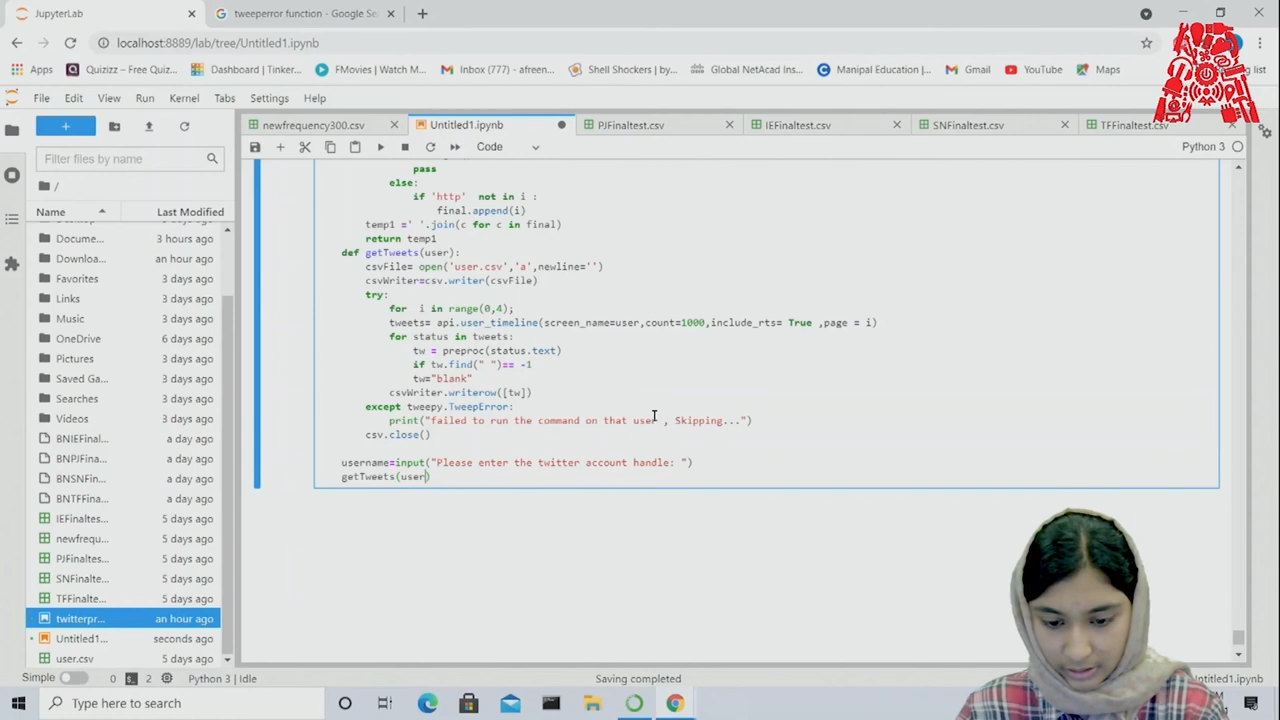 JupyterLab
tweeperror function - Google Se
localhost:8889/lab/tree/Untitled1.ipynb
Apps
Quizizz – Free Quiz...
Dashboard | Tinker...
FMovies | Watch M...
Inbox
Shell Shockers | by...
Global NetAcad Ins...
Manipal Education |...
Gmail
YouTube
Maps
File Edit View Run Kernel Tabs Settings Help
newfrequency300.csv
Untitled1.ipynb
PJFinaltest.csv
IEFinaltest.csv
SNFinaltest.csv
TFFinaltest.csv
Code
Python 3
Filter files by name
/
Name
Last Modified
Docume... 3 hours ago
Downloa... an hour ago
Favorites 3 days ago
Links 3 days ago
Music 3 days ago
OneDrive 6 days ago
Pictures 3 days ago
Saved Ga... 3 days ago
Searches 3 days ago
Videos 3 days ago
BNIEFinal... a day ago
BNPJFinal... a day ago
BNSNFin... a day ago
BNTFFina... a day ago
IEFinaltes... 5 days ago
newfrequ... 5 days ago
PJFinaltes... 5 days ago
SNFinalte... 5 days ago
TFFinalte... 5 days ago
twitterpr... an hour ago
Untitled1... seconds ago
user.csv 5 days ago
pass
else:
if 'http' not in i :
final.append(i)
temp1 =' '.join(c for c in final)
return temp1
def getTweets(user):
csvFile= open('user.csv','a',newline='')
csvWriter=csv.writer(csvFile)
try:
for i in range(0,4);
tweets= api.user_timeline(screen_name=user,count=1000,include_rts= True ,page = i)
for status in tweets:
tw = preproc(status.text)
if tw.find(" ")== -1
tw="blank"
csvWriter.writerow([tw])
except tweepy.TweepError:
print("failed to run the command on that user , Skipping...")
csv.close()
username=input("Please enter the twitter account handle: ")
getTweets(user)
Simple
0
2
Python 3 | Idle
Saving completed
Type here to search